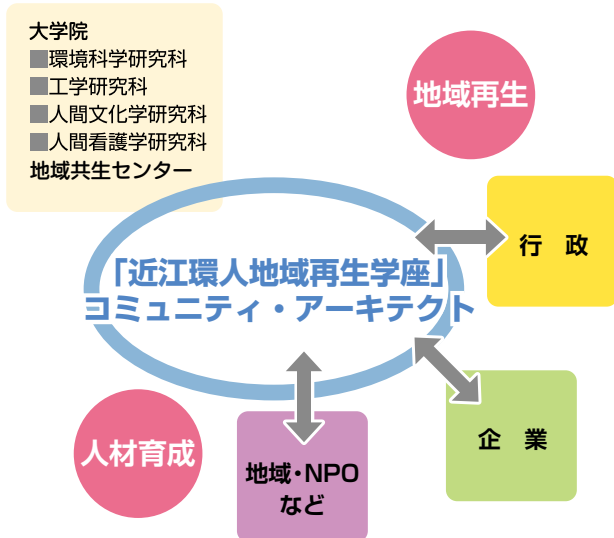 大学院
■環境科学研究科
■工学研究科
■人間文化学研究科
■人間看護学研究科
地域共生センター
地域再生
行　政
「近江環人地域再生学座」
コミュニティ・アーキテクト
企　業
人材育成
地域・NPO
など